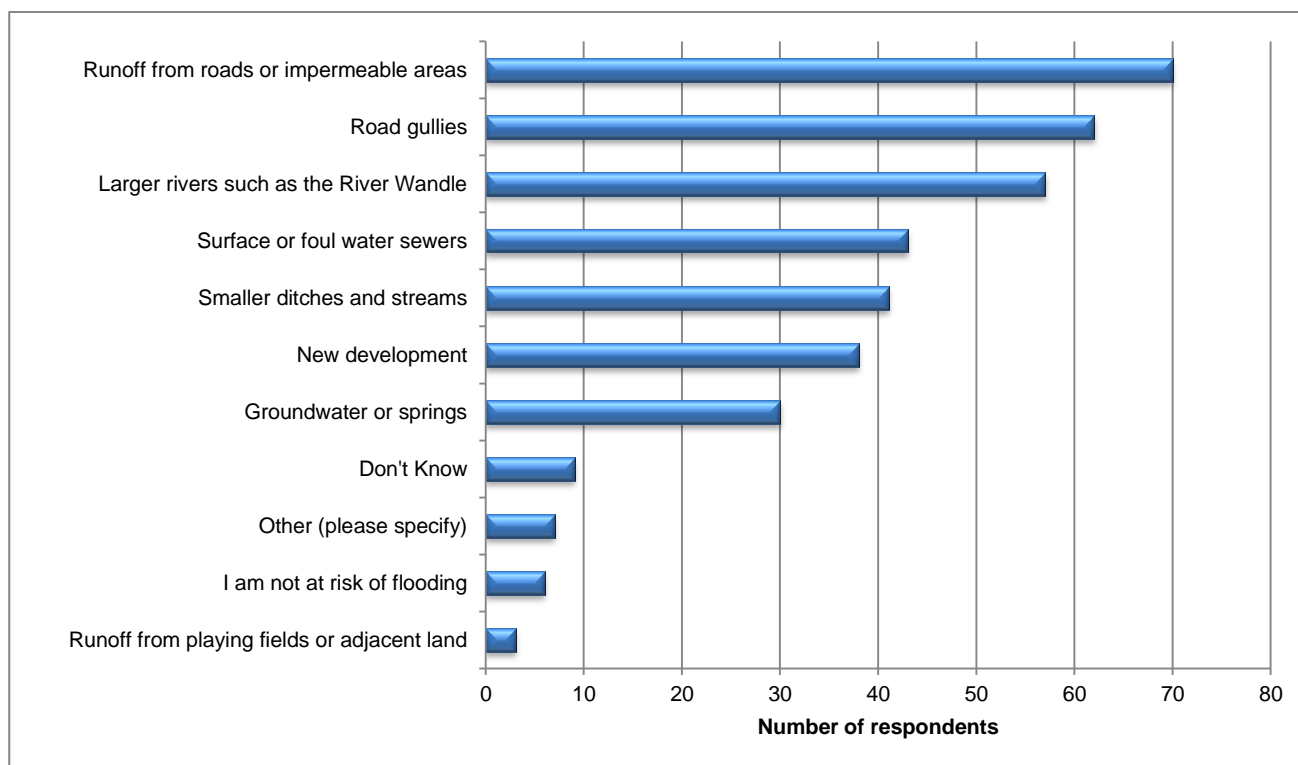 Runoff from roads or impermeable areas
Road gullies
Larger rivers such as the River Wandle
Surface or foul water sewers
Smaller ditches and streams
New development
Groundwater or springs
Don't Know
Other (please specify)
I am not at risk of flooding
Runoff from playing fields or adjacent land
0 10 20 30 40 50 60 70 80
Number of respondents